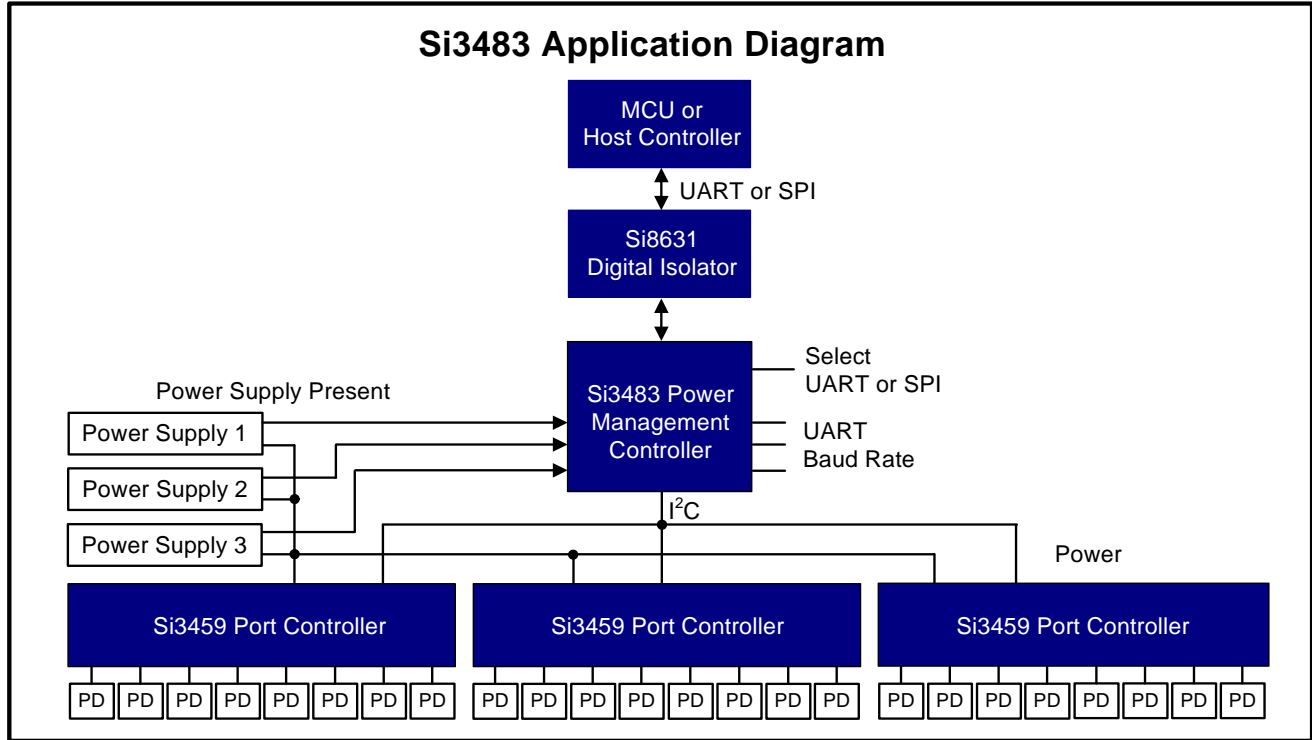 Si3483 Application Diagram
MCU or
Host Controller
UART or SPI
Si8631
Digital Isolator
Select
UART or SPI
Si3483 Power
Management
Controller
Power Supply Present
UART
Baud Rate
Power Supply 1
Power Supply 2
Power Supply 3
I²C
Power
Si3459 Port Controller
Si3459 Port Controller
Si3459 Port Controller
PD PD PD PD PD PD PD PD
PD PD PD PD PD PD PD PD
PD PD PD PD PD PD PD PD